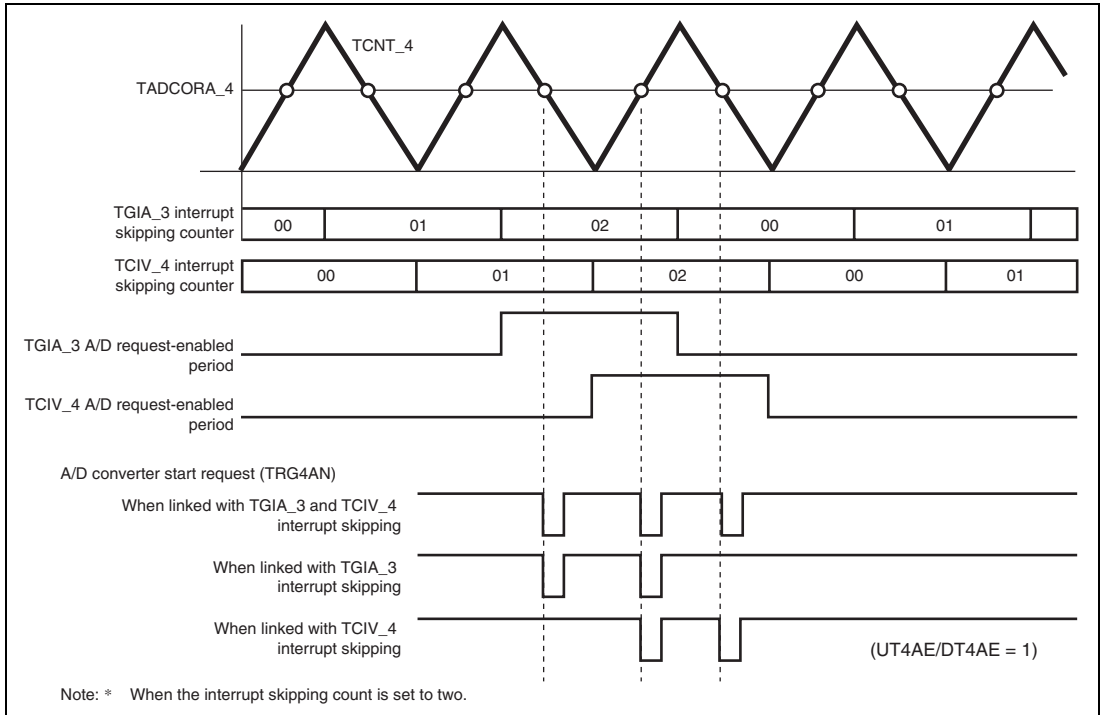 TCNT_4
TADCORA_4
TGIA_3 interrupt
skipping counter
00 01 02 00 01
TCIV_4 interrupt
skipping counter
00 01 02 00 01
TGIA_3 A/D request-enabled
period
TCIV_4 A/D request-enabled
period
A/D converter start request (TRG4AN)
When linked with TGIA_3 and TCIV_4
interrupt skipping
When linked with TGIA_3
interrupt skipping
When linked with TCIV_4
interrupt skipping
(UT4AE/DT4AE = 1)
Note: * When the interrupt skipping count is set to two.